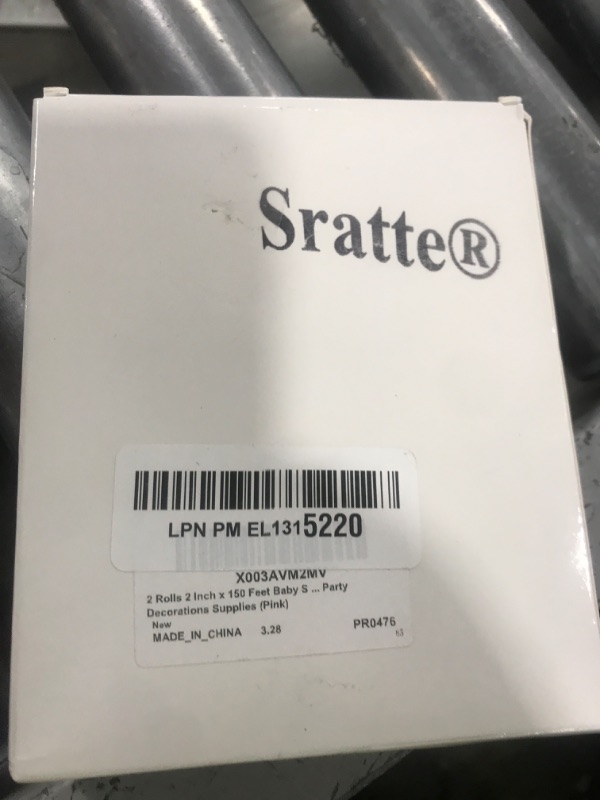 Sratte®
LPN PM EL1315220
X003AVM2MV
2 Rolls 2 Inch x 150 Feet Baby S ... Party
Decorations Supplies (Pink)
New
MADE_IN_CHINA 3.28 PR0476